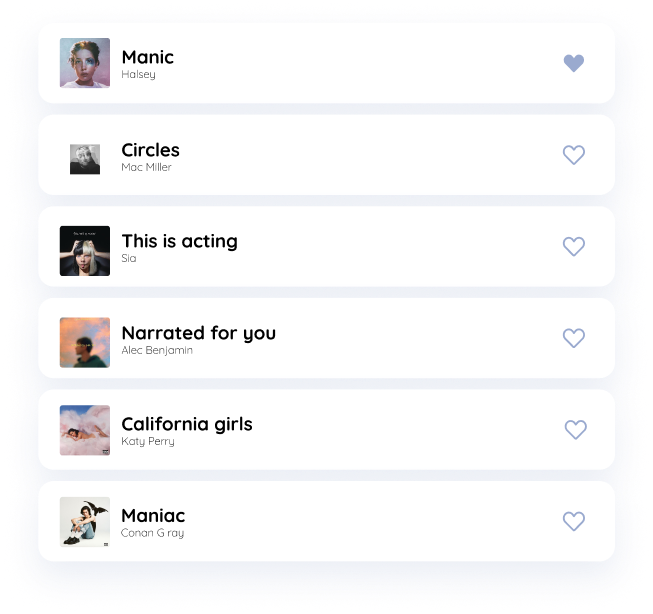 Manic
Halsey
Circles
Mac Miller
This is acting
Sia
Narrated for you
Alec Benjamin
California girls
Katy Perry
Maniac
Conan G ray